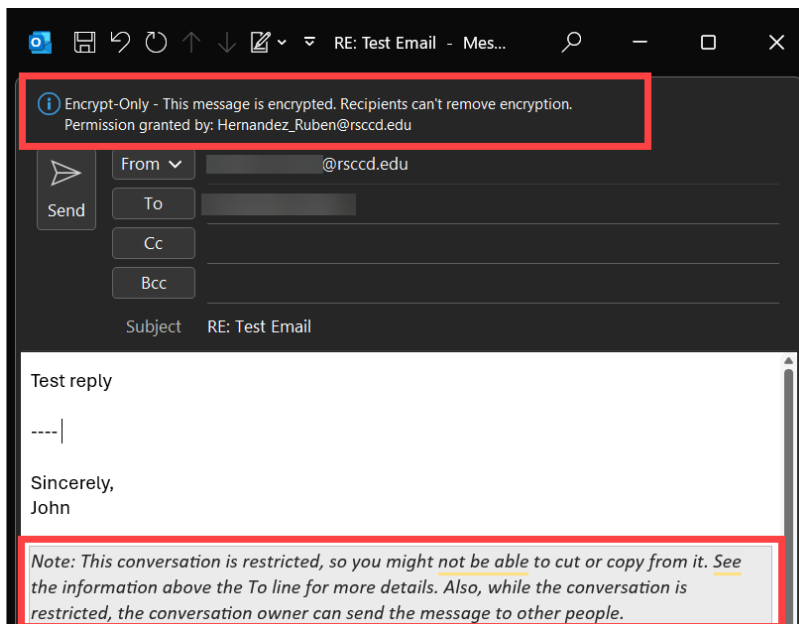 RE: Test Email - Mes...
Encrypt-Only - This message is encrypted. Recipients can't remove encryption.
Permission granted by: Hernandez_Ruben@rsccd.edu
Send
From
@rsccd.edu
To
Cc
Bcc
Subject RE: Test Email
Test reply
----
Sincerely,
John
Note: This conversation is restricted, so you might not be able to cut or copy from it. See
the information above the To line for more details. Also, while the conversation is
restricted, the conversation owner can send the message to other people.